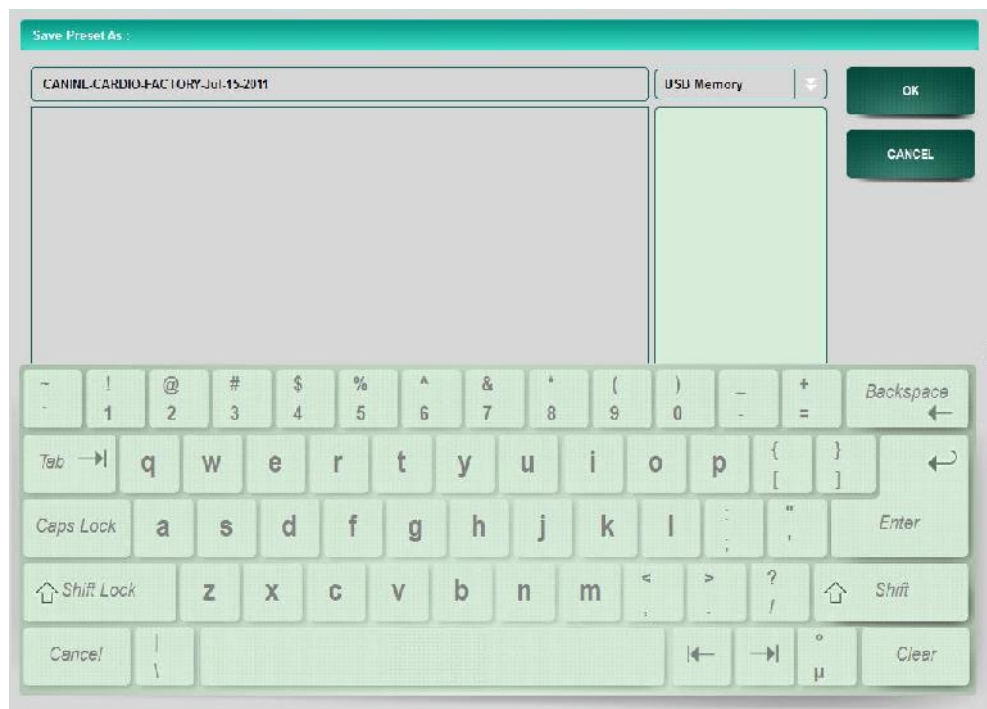 Save Preset As :
CANINE-CARDIO-FACTORY-Jul-15-2011
USB Memory
OK
CANCEL
~ ! @ # $ % ^ & * ( ) _ + Backspace
1 2 3 4 5 6 7 8 9 0 - =
Tab q w e r t y u i o p { [ } ]
Caps Lock a s d f g h j k l : ; " ' Enter
Shift Lock z x c v b n m < , > . ? / Shift
Cancel | \ ° µ Clear